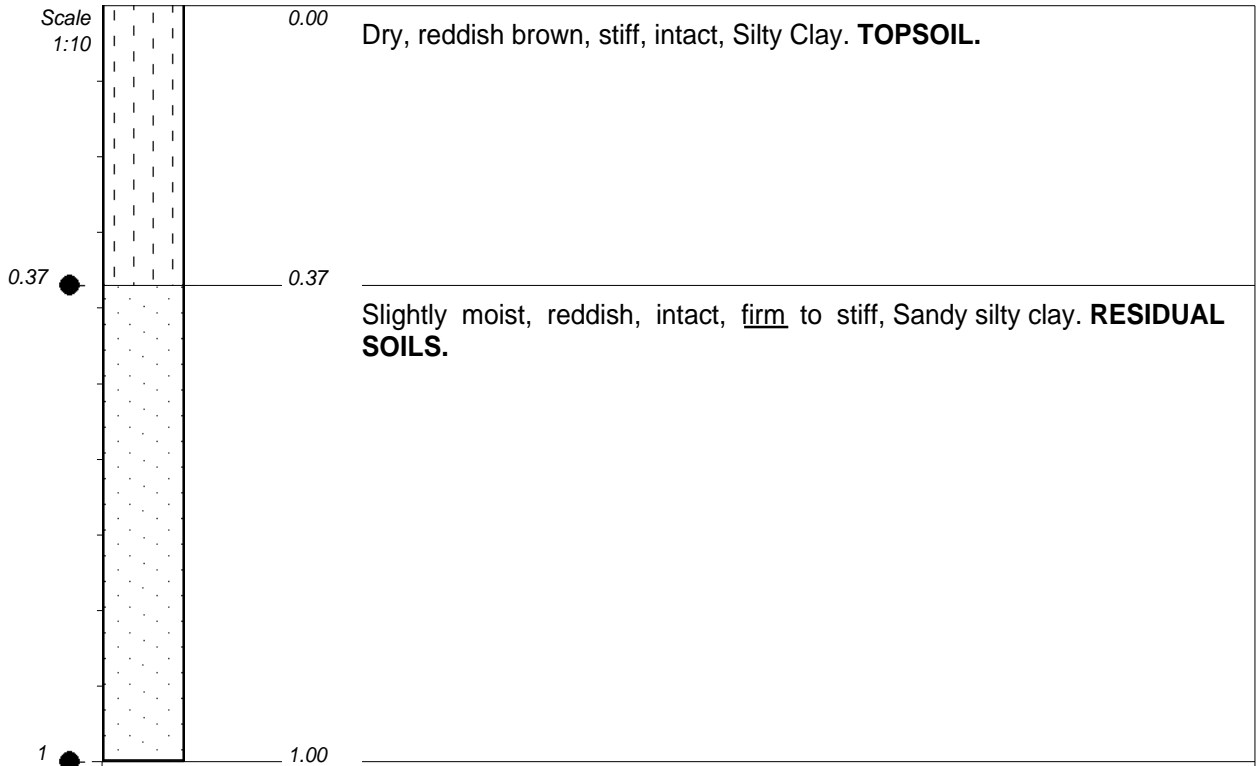 Scale
1:10
0.00
Dry, reddish brown, stiff, intact, Silty Clay. TOPSOIL.
0.37
0.37
Slightly moist, reddish, intact, firm to stiff, Sandy silty clay. RESIDUAL
SOILS.
1
1.00